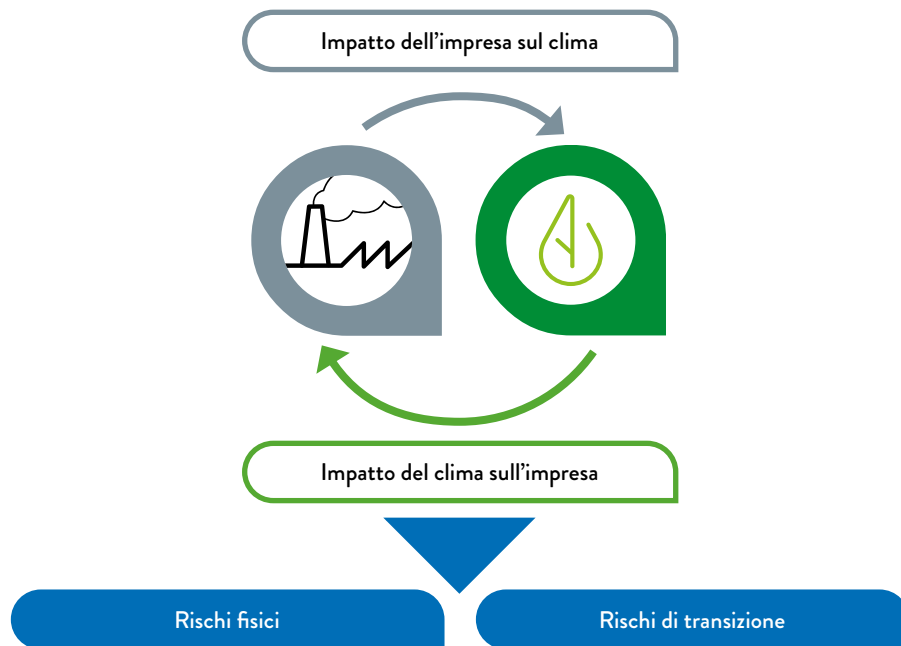 Impatto dell’impresa sul clima
Impatto del clima sull’impresa
Rischi fisici
Rischi di transizione